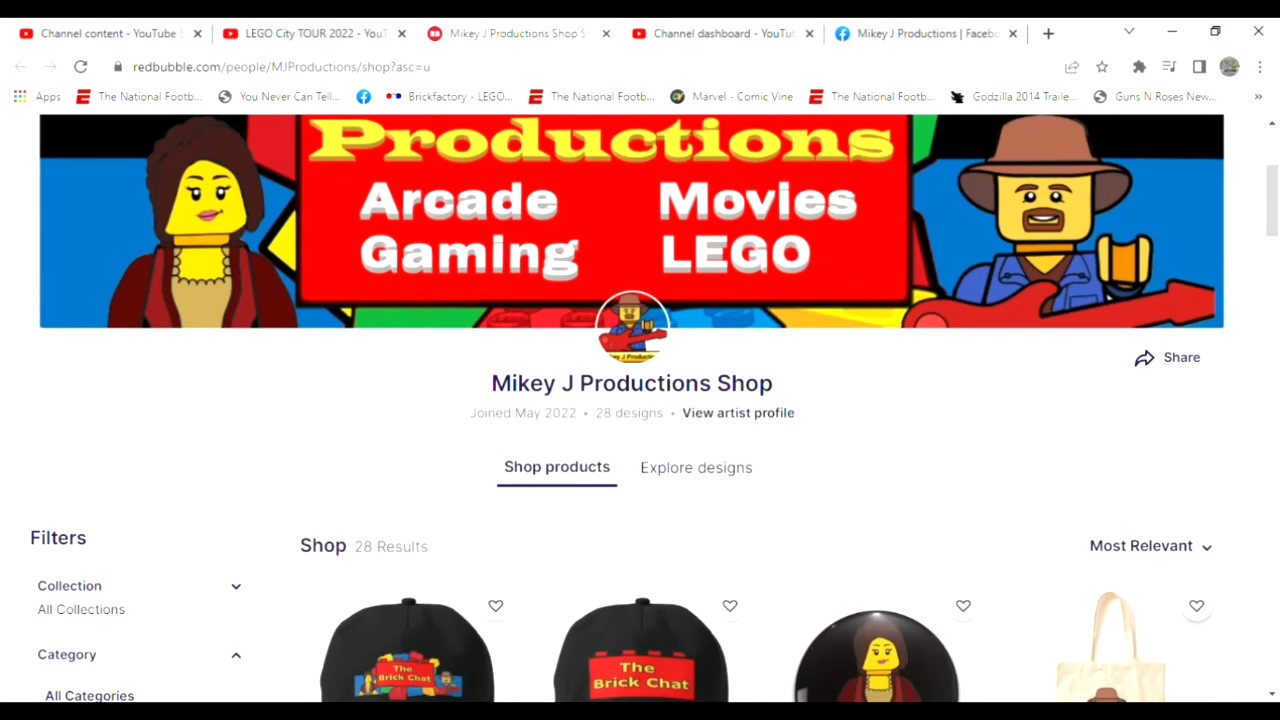 Channel content - YouTube S
LEGO City TOUR 2022 - YouT
Mikey J Productions Shop S
Channel dashboard - YouTu
Mikey J Productions | Facebo
redbubble.com/people/MJProductions/shop?asc=u
Apps
The National Footb...
You Never Can Tell...
Brickfactory - LEGO...
The National Footb...
Marvel - Comic Vine
The National Footb...
Godzilla 2014 Traile...
Guns N Roses New...
»
Productions
Arcade Movies
Gaming LEGO
Share
Mikey J Productions Shop
Joined May 2022 • 28 designs • View artist profile
Shop products Explore designs
Filters
Shop 28 Results
Most Relevant
Collection
All Collections
Category
All Categories
The
Brick Chat
The
Brick Chat